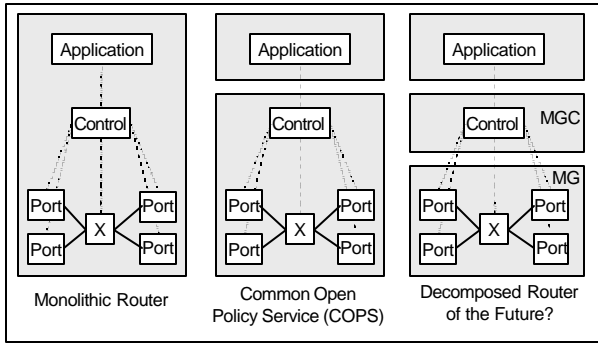 Application
Control
Port
Port
X
Port
Port
Monolithic Router
Application
Control
Port
Port
X
Port
Port
Common Open
Policy Service (COPS)
Application
Control
MGC
MG
Port
Port
X
Port
Port
Decomposed Router
of the Future?